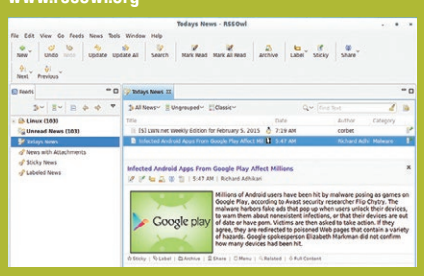 www.rssowl.org
Todays News - RSSOwl
File Edit View Go Feeds News Tools Window Help
New Undo Redo Update Update All Search Mark Read Mark All Read Archive Label Sticky Share
Next Previous
Feeds
Todays News
All News Ungrouped Classic
Title Date Author Category
Linux (103)
Unread News (103)
Todays News
News with Attachments
Sticky News
Labeled News
[$] LWN.net Weekly Edition for February 5, 2015 7:19 AM corbet
Infected Android Apps From Google Play Affect Millions 5:47 AM Richard Adhi Malware
Infected Android Apps From Google Play Affect Millions
5:47 AM | Richard Adhikari
Google play
Millions of Android users have been hit by malware posing as games on
Google Play, according to Avast security researcher Filip Chytry. The
malware harbors fake ads that pop up when users unlock their devices,
to warn them about nonexistent infections, or that their devices are out
of date or have porn. Victims are then asked to take action. If they
agree, they are redirected to poisoned Web pages that contain a variety
of hazards. Google spokesperson Elizabeth Markman did not confirm
how many devices had been hit.
Sticky | Label | Archive | Share | Menu | Related | Full Content